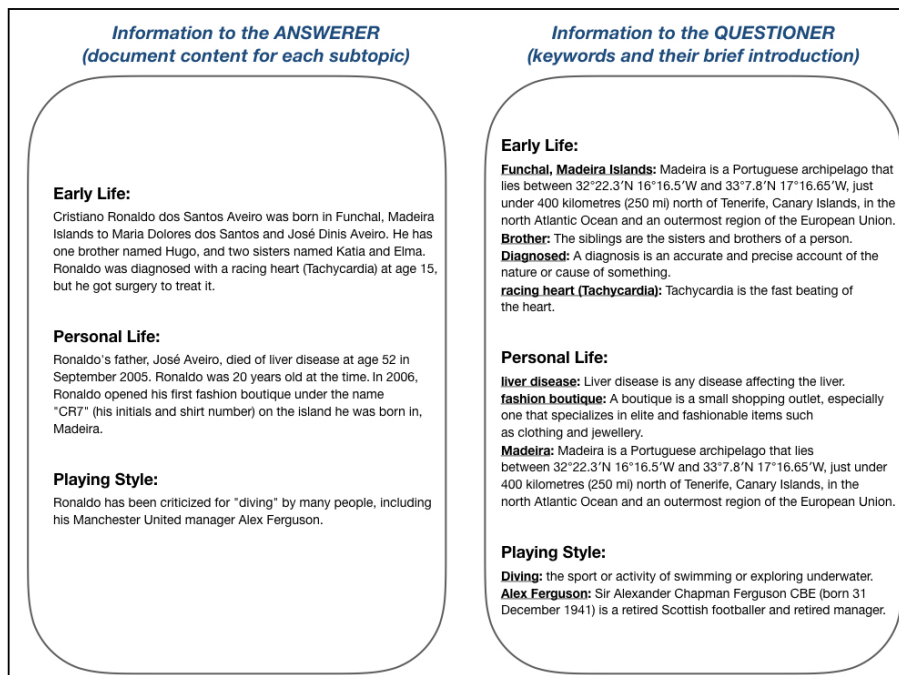 Information to the ANSWERER
(document content for each subtopic)
Early Life:
Cristiano Ronaldo dos Santos Aveiro was born in Funchal, Madeira
Islands to Maria Dolores dos Santos and José Dinis Aveiro. He has
one brother named Hugo, and two sisters named Katia and Elma.
Ronaldo was diagnosed with a racing heart (Tachycardia) at age 15,
but he got surgery to treat it.
Personal Life:
Ronaldo's father, José Aveiro, died of liver disease at age 52 in
September 2005. Ronaldo was 20 years old at the time. In 2006,
Ronaldo opened his first fashion boutique under the name
"CR7" (his initials and shirt number) on the island he was born in,
Madeira.
Playing Style:
Ronaldo has been criticized for "diving" by many people, including
his Manchester United manager Alex Ferguson.
Information to the QUESTIONER
(keywords and their brief introduction)
Early Life:
Funchal, Madeira Islands: Madeira is a Portuguese archipelago that
lies between 32°22.3′N 16°16.5′W and 33°7.8′N 17°16.65′W, just
under 400 kilometres (250 mi) north of Tenerife, Canary Islands, in the
north Atlantic Ocean and an outermost region of the European Union.
Brother: The siblings are the sisters and brothers of a person.
Diagnosed: A diagnosis is an accurate and precise account of the
nature or cause of something.
racing heart (Tachycardia): Tachycardia is the fast beating of
the heart.
Personal Life:
liver disease: Liver disease is any disease affecting the liver.
fashion boutique: A boutique is a small shopping outlet, especially
one that specializes in elite and fashionable items such
as clothing and jewellery.
Madeira: Madeira is a Portuguese archipelago that lies
between 32°22.3′N 16°16.5′W and 33°7.8′N 17°16.65′W, just under
400 kilometres (250 mi) north of Tenerife, Canary Islands, in the
north Atlantic Ocean and an outermost region of the European Union.
Playing Style:
Diving: the sport or activity of swimming or exploring underwater.
Alex Ferguson: Sir Alexander Chapman Ferguson CBE (born 31
December 1941) is a retired Scottish footballer and retired manager.